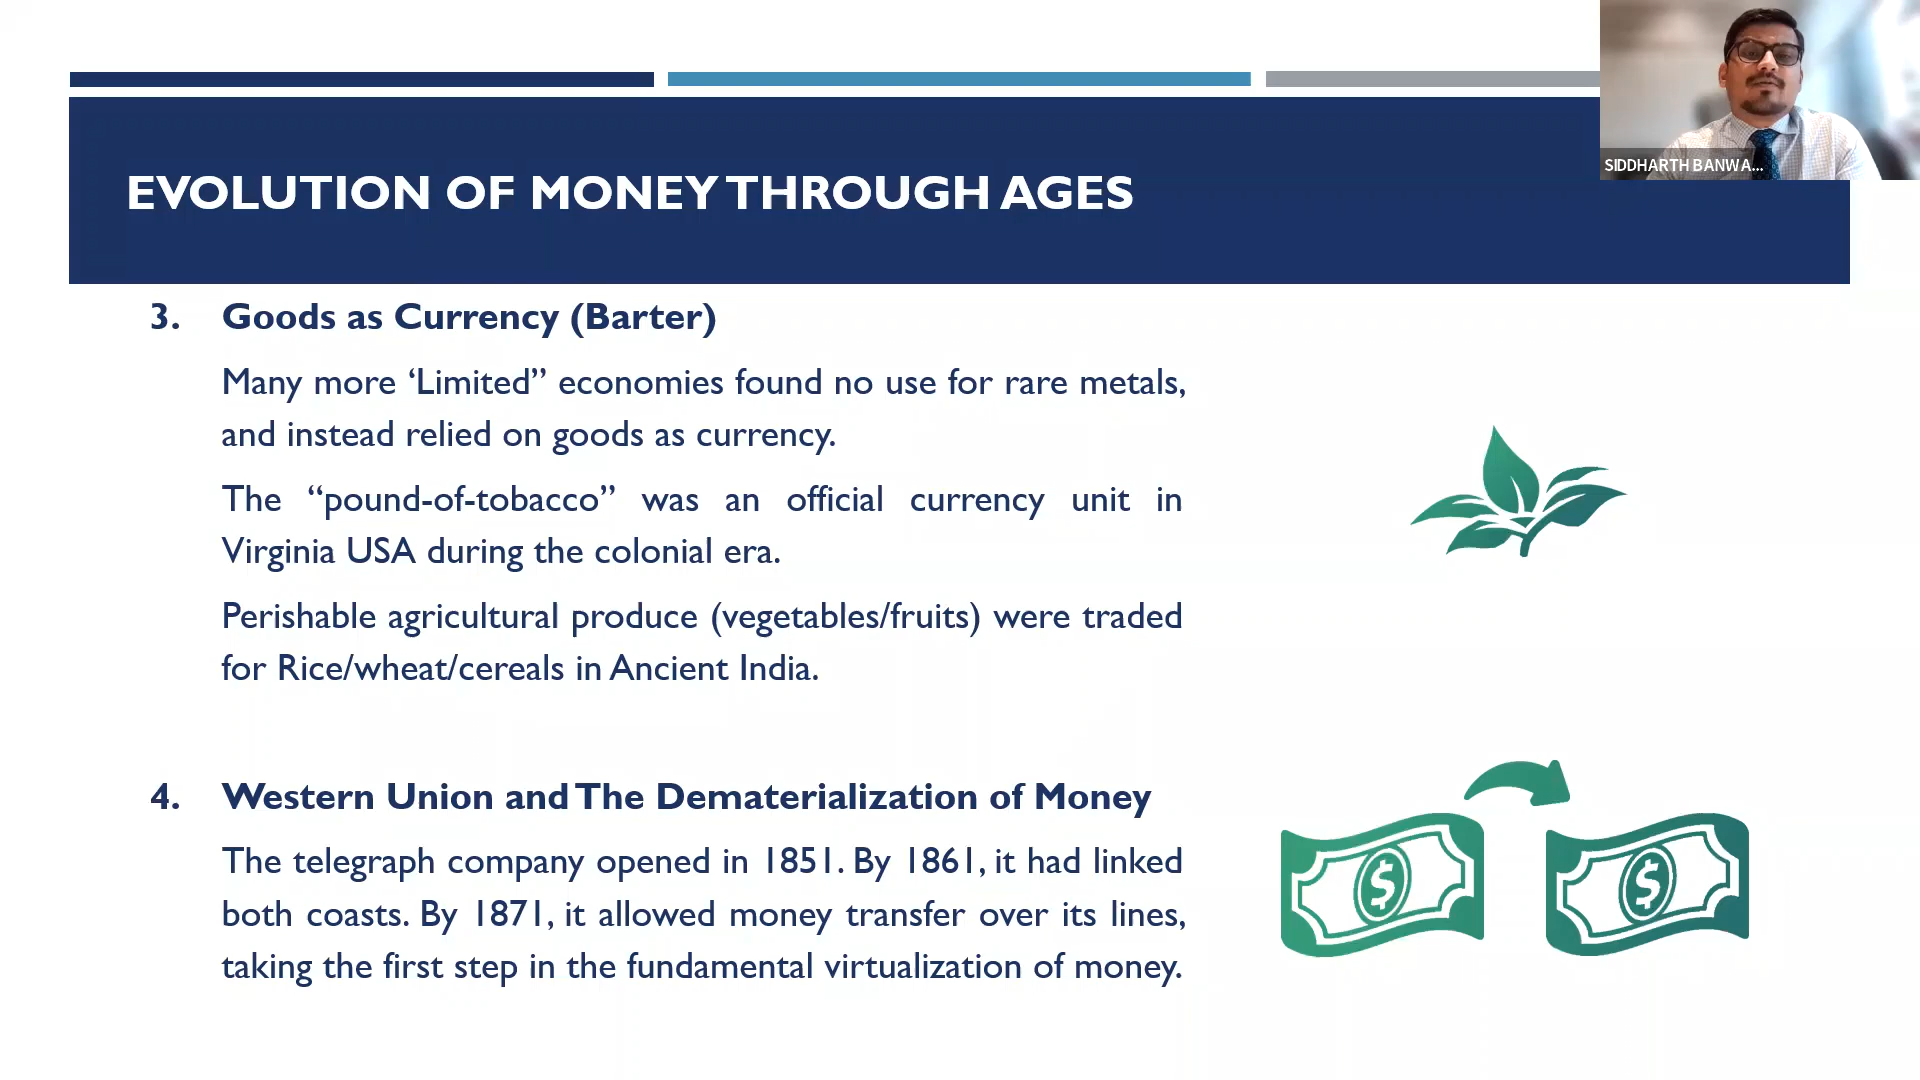 SIDDHARTH BANWA...
EVOLUTION OF MONEY THROUGH AGES
3. Goods as Currency (Barter)
Many more ‘Limited” economies found no use for rare metals,
and instead relied on goods as currency.
The “pound-of-tobacco” was an official currency unit in
Virginia USA during the colonial era.
Perishable agricultural produce (vegetables/fruits) were traded
for Rice/wheat/cereals in Ancient India.
4. Western Union and The Dematerialization of Money
The telegraph company opened in 1851. By 1861, it had linked
both coasts. By 1871, it allowed money transfer over its lines,
taking the first step in the fundamental virtualization of money.
$ $